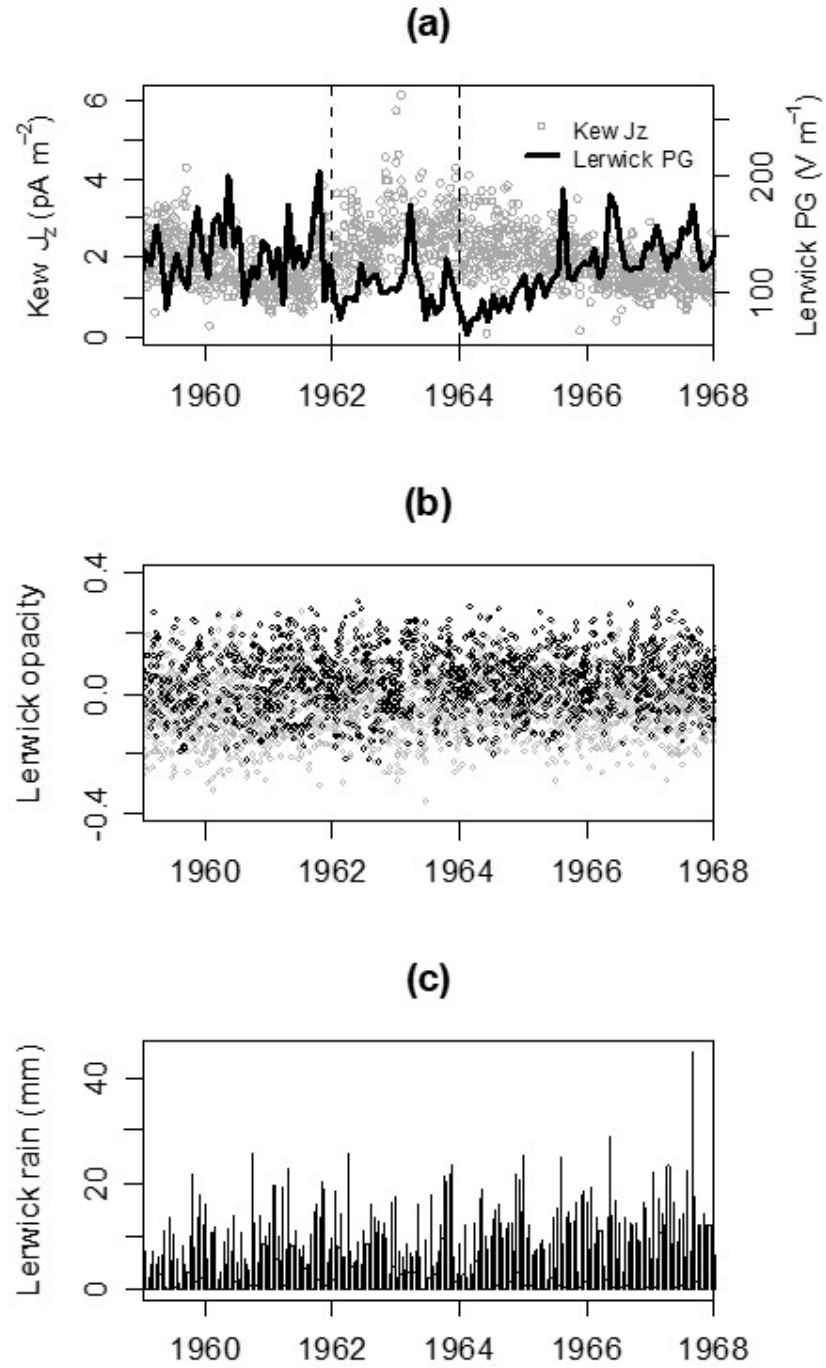 (a)
Kew Jz (pA m−2)
6
4
2
0
Kew Jz
Lerwick PG
200
100
Lerwick PG (V m−1)
1960 1962 1964 1966 1968
(b)
Lerwick opacity
0.4
0.0
-0.4
1960 1962 1964 1966 1968
(c)
Lerwick rain (mm)
40
20
0
1960 1962 1964 1966 1968